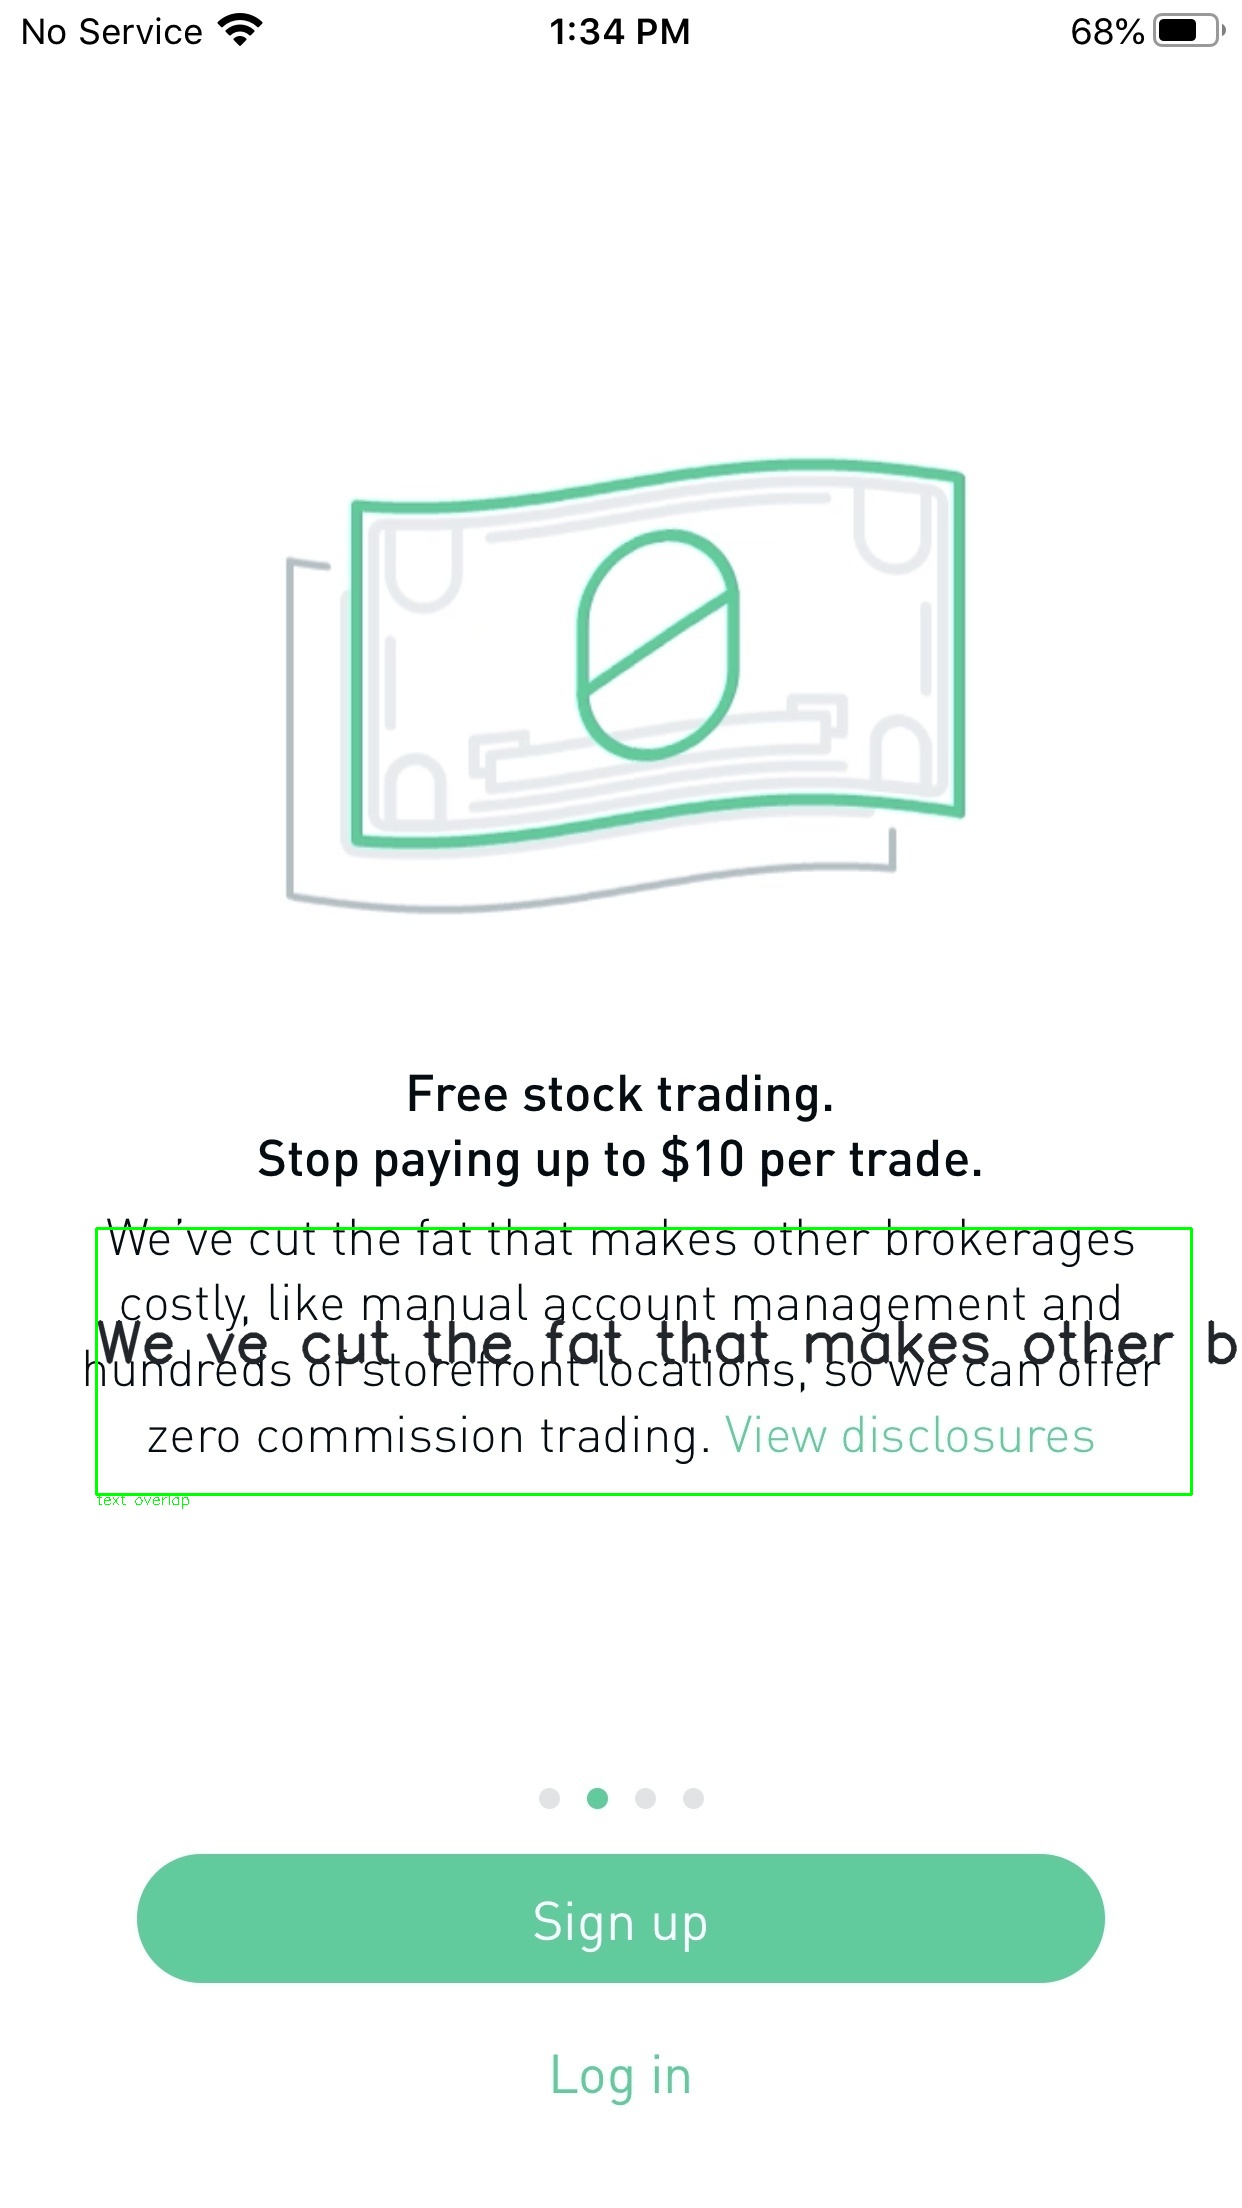 No Service 1:34 PM 68%
Free stock trading.
Stop paying up to $10 per trade.
We've cut the fat that makes other brokerages
costly, like manual account management and
We ve cut the fat that makes other b
hundreds of storefront locations, so we can offer
zero commission trading. View disclosures
text overlap
Sign up
Log in